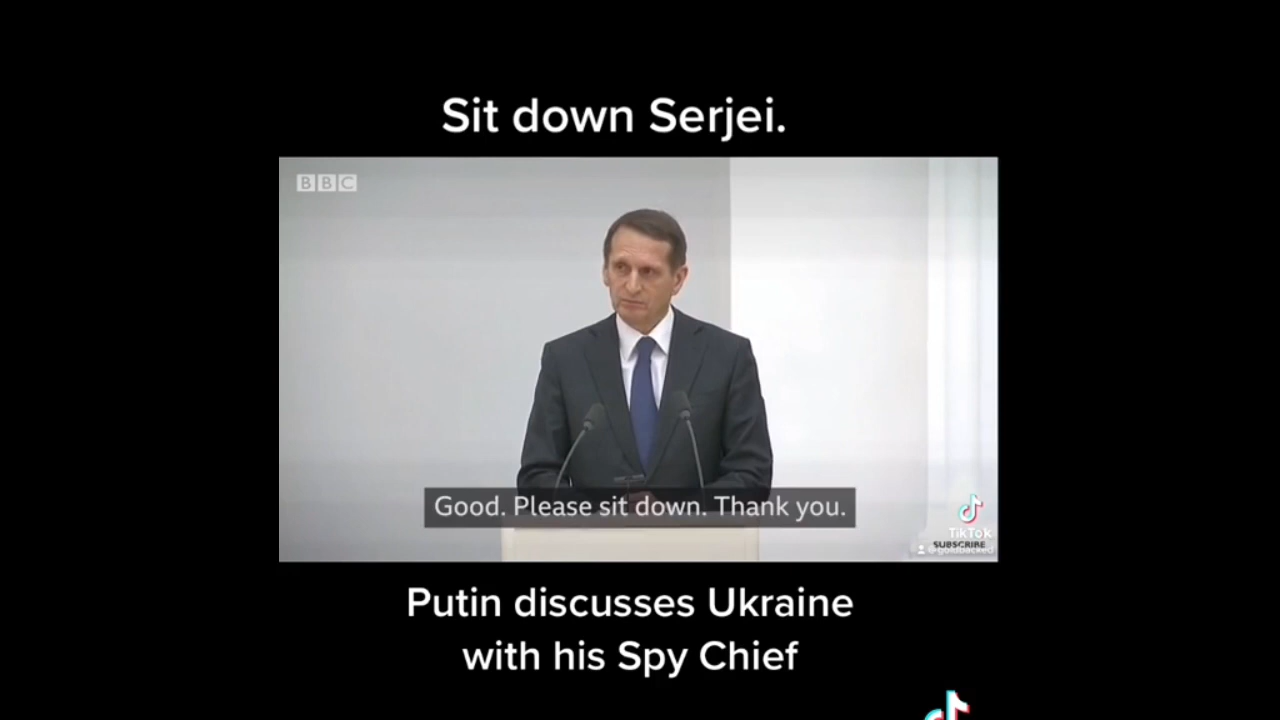 Sit down Serjei.
BBC
Good. Please sit down. Thank you.
TikTok
SUBSCRIBE
@goldbacked
Putin discusses Ukraine
with his Spy Chief